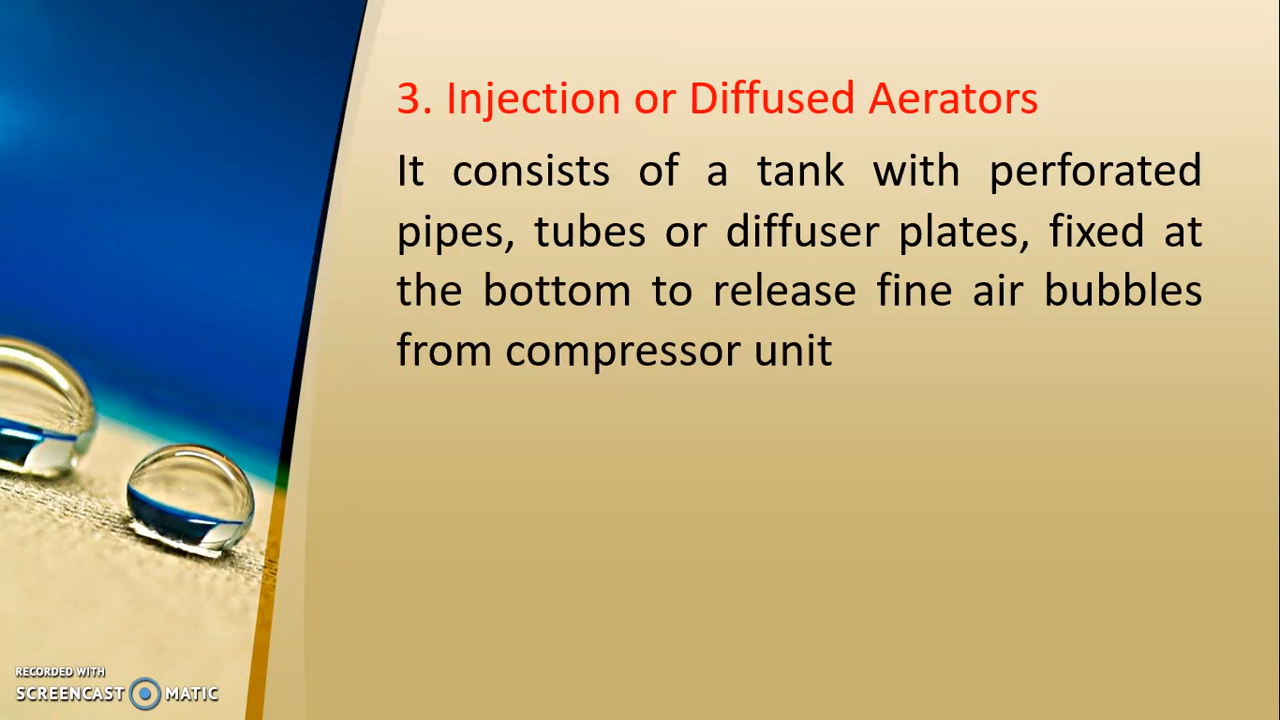 3. Injection or Diffused Aerators
It consists of a tank with perforated
pipes, tubes or diffuser plates, fixed at
the bottom to release fine air bubbles
from compressor unit
RECORDED WITH
SCREENCAST MATIC